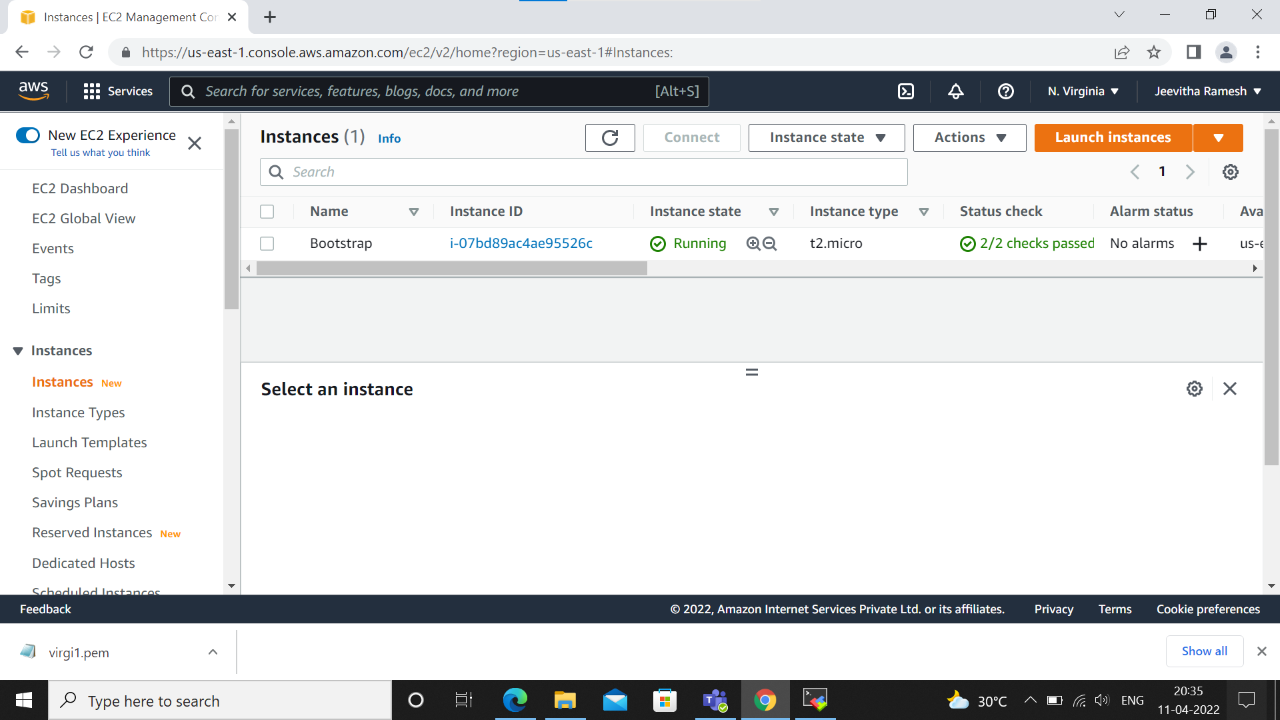 Instances | EC2 Management Con
https://us-east-1.console.aws.amazon.com/ec2/v2/home?region=us-east-1#Instances:
aws Services Search for services, features, blogs, docs, and more [Alt+S] N. Virginia ▼ Jeevitha Ramesh ▼
New EC2 Experience
Tell us what you think
EC2 Dashboard
EC2 Global View
Events
Tags
Limits
Instances
Instances New
Instance Types
Launch Templates
Spot Requests
Savings Plans
Reserved Instances New
Dedicated Hosts
Scheduled Instances
Instances (1) Info Connect Instance state ▼ Actions ▼ Launch instances ▼
Search 1
Name Instance ID Instance state Instance type Status check Alarm status Ava
Bootstrap i-07bd89ac4ae95526c Running t2.micro 2/2 checks passed No alarms + us-e
Select an instance
Feedback © 2022, Amazon Internet Services Private Ltd. or its affiliates. Privacy Terms Cookie preferences
virgi1.pem Show all
Type here to search 30°C ENG 20:35
11-04-2022